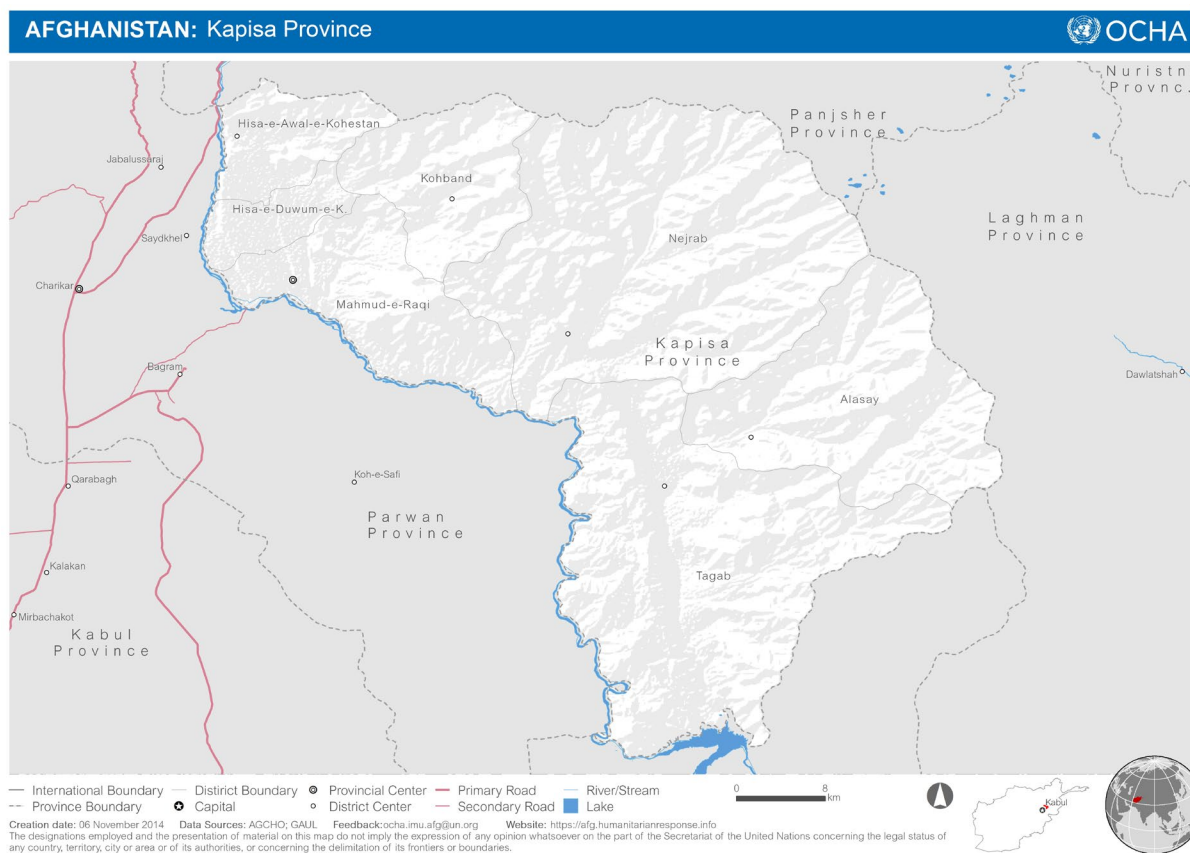 AFGHANISTAN: Kapisa Province
OCHA
Nuristn
Provnc.
Panjsher
Province
Hisa-e-Awal-e-Kohestan
Jabalussaraj
Kohband
Hisa-e-Duwum-e-K.
Laghman
Province
Saydkhel
Nejrab
Charikar
Mahmud-e-Raqi
Kapisa
Province
Bagram
Dawlatshah
Alasay
Koh-e-Safi
Qarabagh
Parwan
Province
Kalakan
Tagab
Mirbachakot
Kabul
Province
International Boundary District Boundary Provincial Center Primary Road River/Stream 0 8
km
Province Boundary Capital District Center Secondary Road Lake
Kabul
Creation date: 06 November 2014 Data Sources: AGCHO; GAUL Feedback:ocha.imu.afg@un.org Website: https://afg.humanitarianresponse.info
The designations employed and the presentation of material on this map do not imply the expression of any opinion whatsoever on the part of the Secretariat of the United Nations concerning the legal status of
any country, territory, city or area or of its authorities, or concerning the delimitation of its frontiers or boundaries.